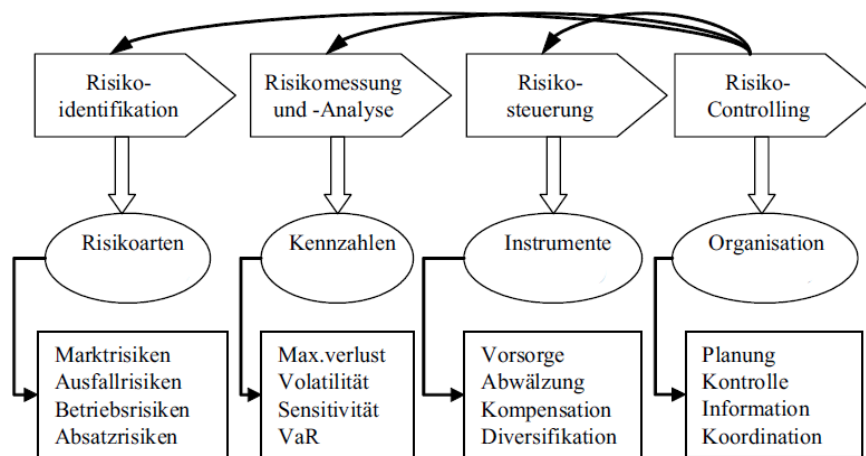 Risiko-
identifikation
Risikomessung
und -Analyse
Risiko-
steuerung
Risiko-
Controlling
Risikoarten
Kennzahlen
Instrumente
Organisation
Marktrisiken
Ausfallrisiken
Betriebsrisiken
Absatzrisiken
Max.verlust
Volatilität
Sensitivität
VaR
Vorsorge
Abwälzung
Kompensation
Diversifikation
Planung
Kontrolle
Information
Koordination